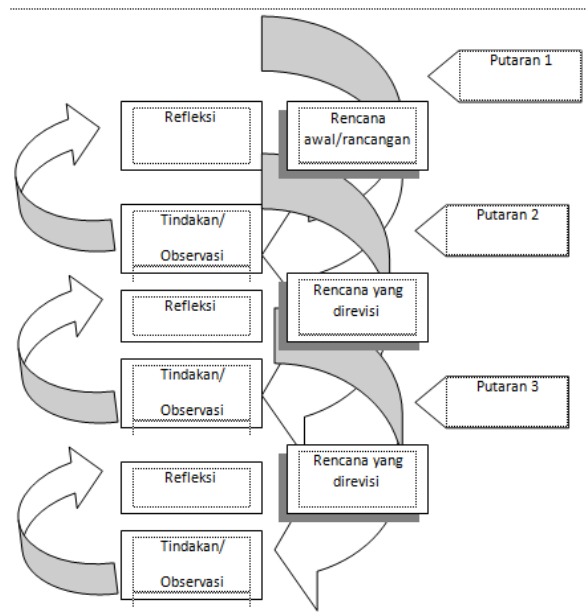 Putaran 1
Refleksi
Rencana
awal/rancangan
Putaran 2
Tindakan/
Observasi
Refleksi
Rencana yang
direvisi
Tindakan/
Observasi
Putaran 3
Refleksi
Rencana yang
direvisi
Tindakan/
Observasi